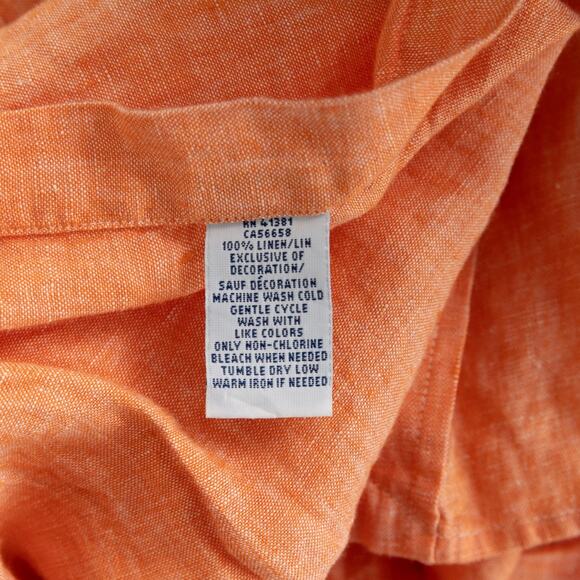 RN 41381
CA56658
100% LINEN/LIN
EXCLUSIVE OF
DECORATION/
SAUF DÉCORATION
MACHINE WASH COLD
GENTLE CYCLE
WASH WITH
LIKE COLORS
ONLY NON-CHLORINE
BLEACH WHEN NEEDED
TUMBLE DRY LOW
WARM IRON IF NEEDED